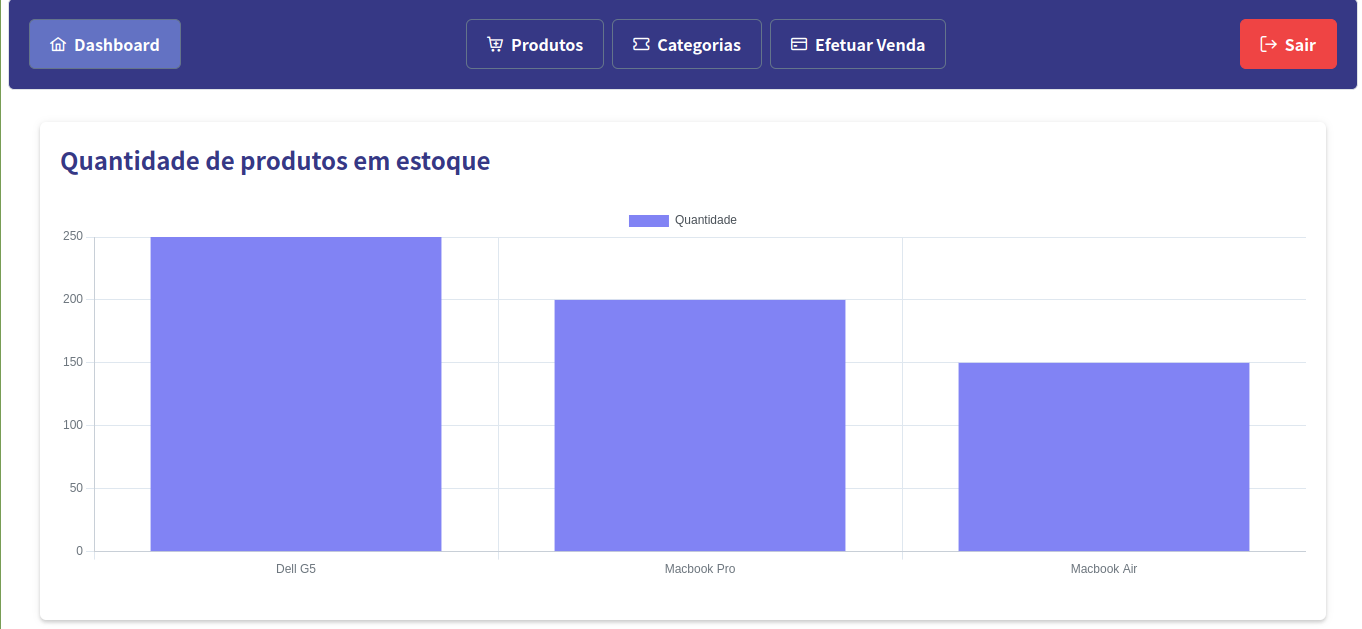 Dashboard
Produtos
Categorias
Efetuar Venda
Sair
Quantidade de produtos em estoque
Quantidade
250
200
150
100
50
0
Dell G5
Macbook Pro
Macbook Air